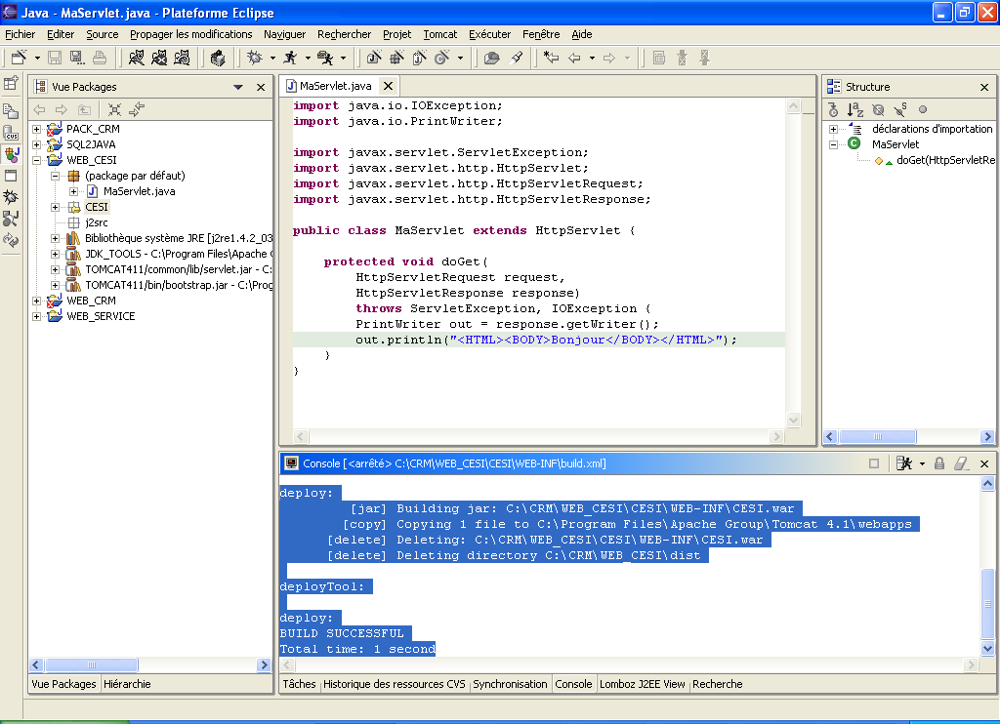 Java - MaServlet.java - Plateforme Eclipse
Fichier Editer Source Propager les modifications Naviguer Rechercher Projet Tomcat Exécuter Fenêtre Aide
Vue Packages
PACK_CRM
SQL2JAVA
WEB_CESI
(package par défaut)
MaServlet.java
CESI
j2src
Bibliothèque système JRE [j2re1.4.2_03
JDK_TOOLS - C:\Program Files\Apache G
TOMCAT411/common/lib/servlet.jar - C:
TOMCAT411/bin/bootstrap.jar - C:\Prog
WEB_CRM
WEB_SERVICE
Vue Packages Hiérarchie
MaServlet.java
import java.io.IOException;
import java.io.PrintWriter;
import javax.servlet.ServletException;
import javax.servlet.http.HttpServlet;
import javax.servlet.http.HttpServletRequest;
import javax.servlet.http.HttpServletResponse;
public class MaServlet extends HttpServlet {
protected void doGet(
HttpServletRequest request,
HttpServletResponse response)
throws ServletException, IOException {
PrintWriter out = response.getWriter();
out.println("<HTML><BODY>Bonjour</BODY></HTML>");
}
}
Structure
déclarations d'importation
MaServlet
doGet(HttpServletRe
Console [<arrêté> C:\CRM\WEB_CESI\CESI\WEB-INF\build.xml]
deploy:
[jar] Building jar: C:\CRM\WEB_CESI\CESI\WEB-INF\CESI.war
[copy] Copying 1 file to C:\Program Files\Apache Group\Tomcat 4.1\webapps
[delete] Deleting: C:\CRM\WEB_CESI\CESI\WEB-INF\CESI.war
[delete] Deleting directory C:\CRM\WEB_CESI\dist
deployTool:
deploy:
BUILD SUCCESSFUL
Total time: 1 second
Tâches Historique des ressources CVS Synchronisation Console Lomboz J2EE View Recherche